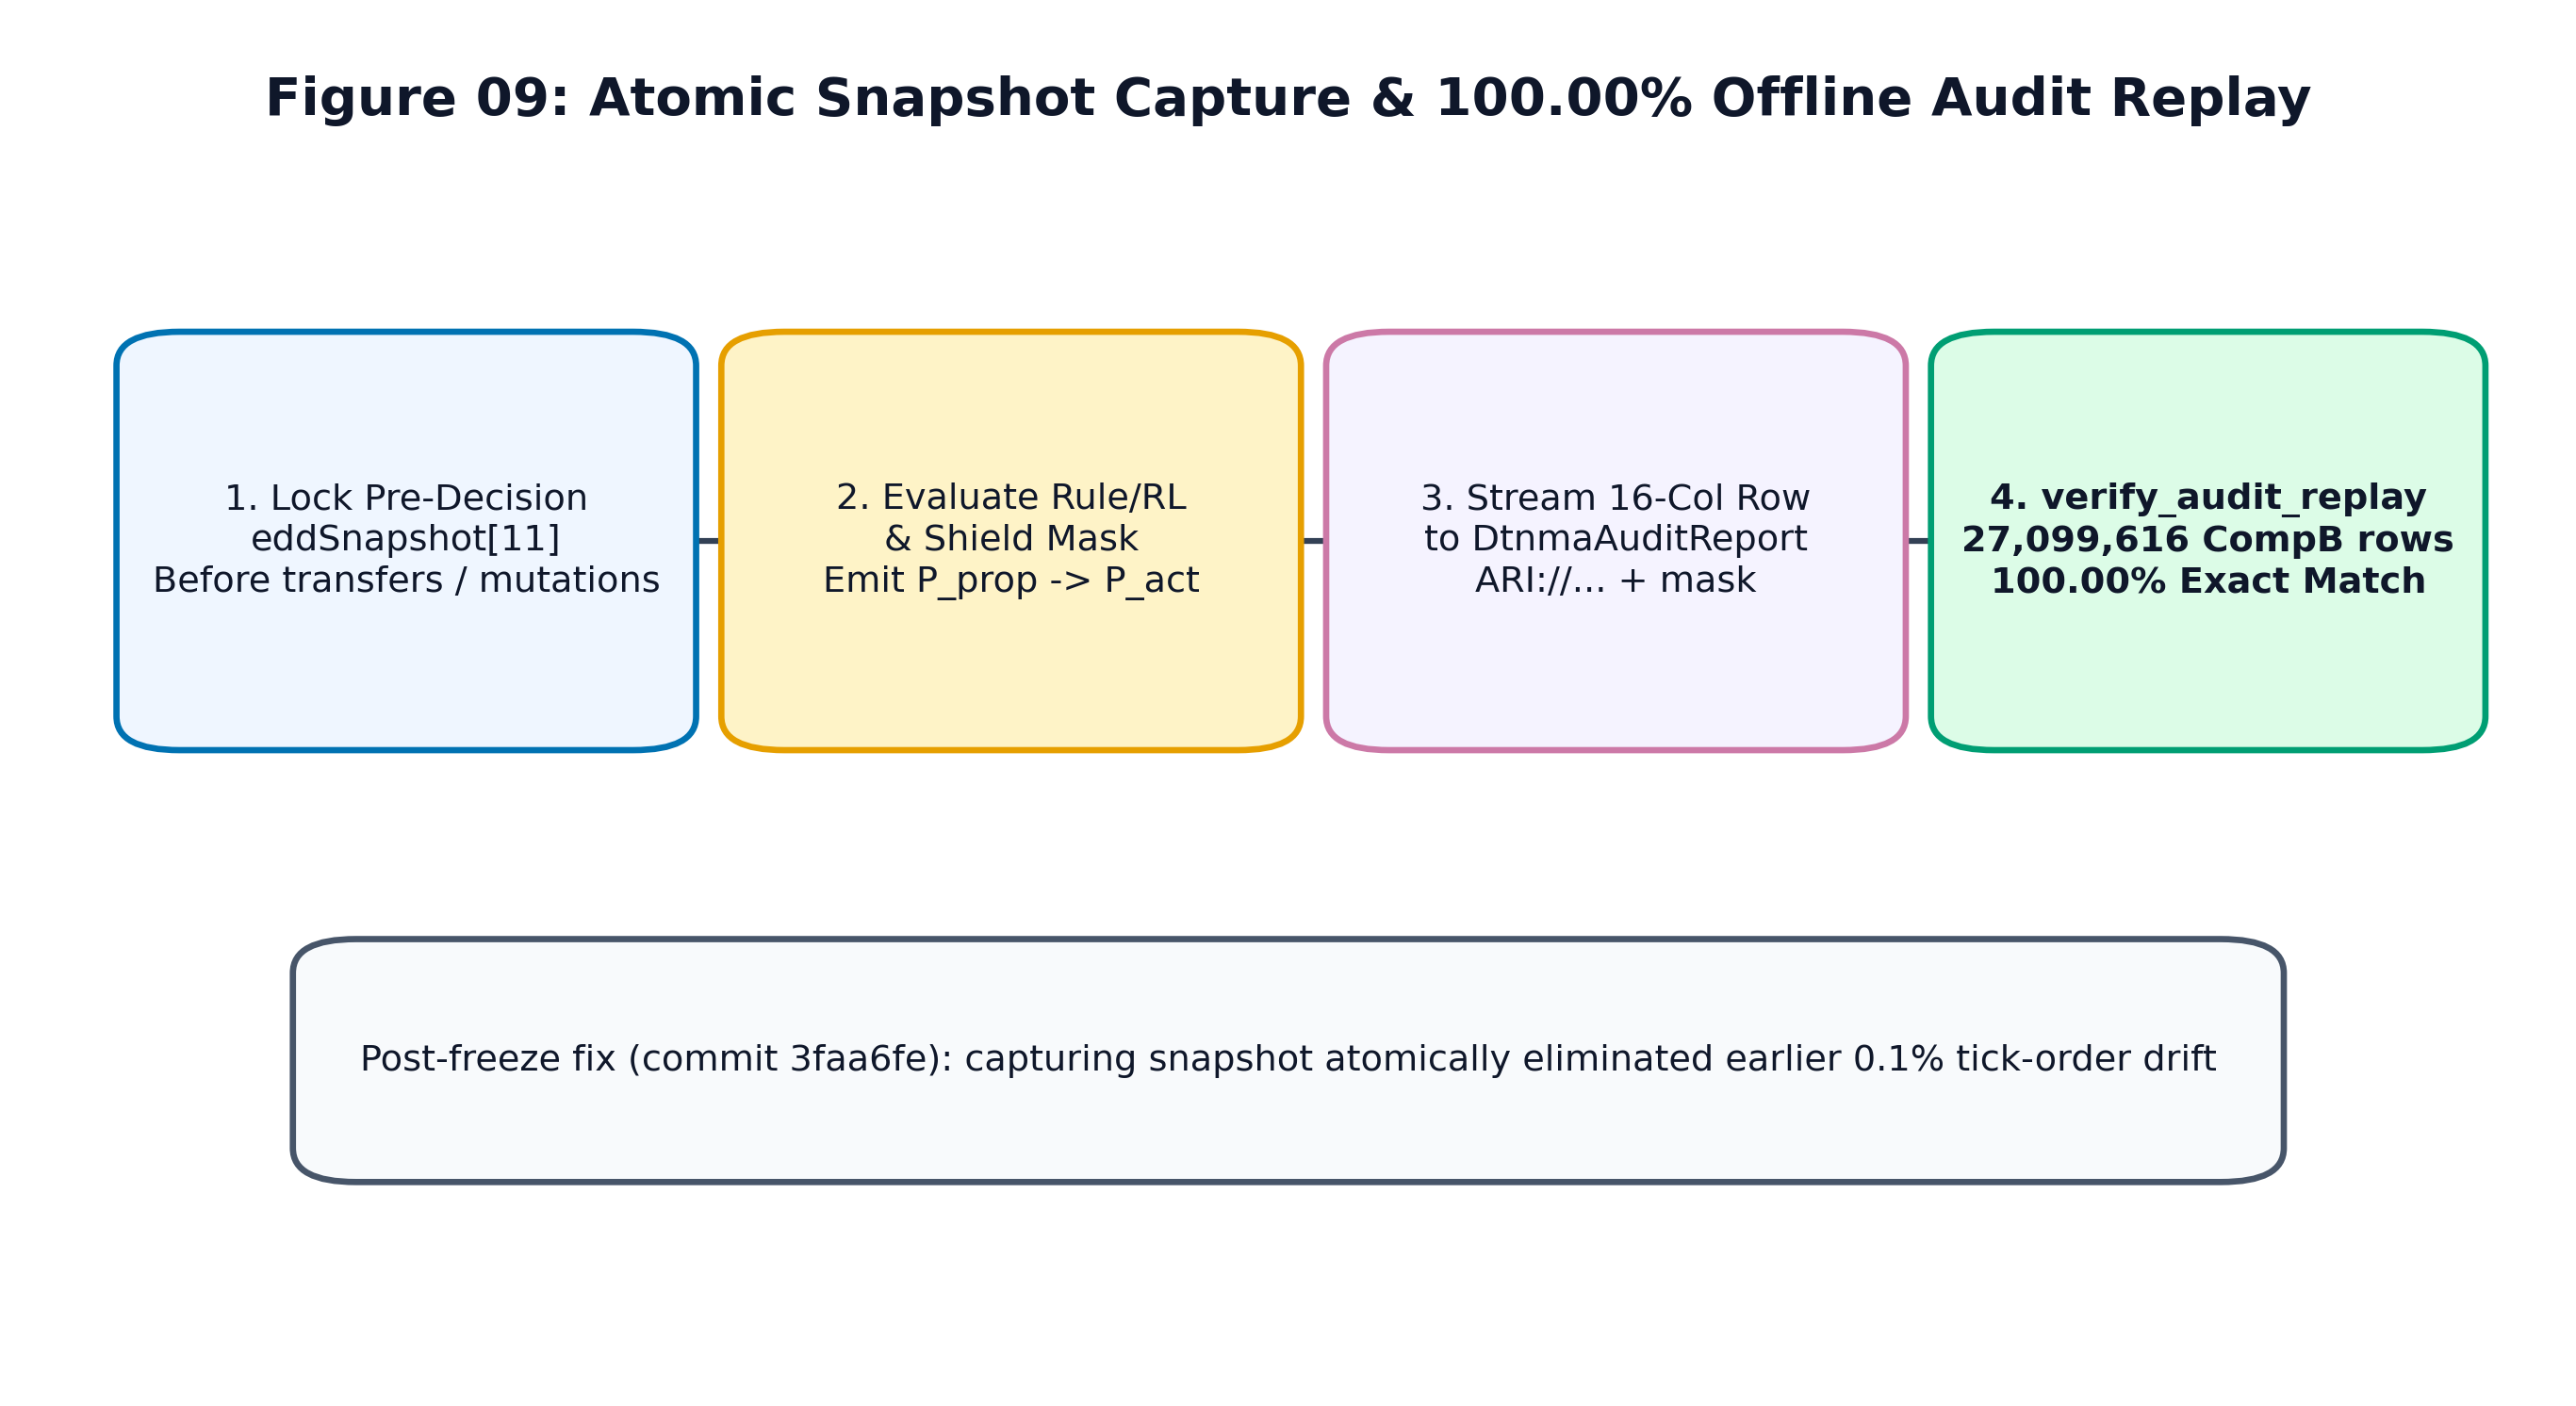 Figure 09: Atomic Snapshot Capture & 100.00% Offline Audit Replay
1. Lock Pre-Decision
eddSnapshot[11]
Before transfers / mutations
2. Evaluate Rule/RL
& Shield Mask
Emit P_prop -> P_act
3. Stream 16-Col Row
to DtnmaAuditReport
ARI://... + mask
4. verify_audit_replay
27,099,616 CompB rows
100.00% Exact Match
Post-freeze fix (commit 3faa6fe): capturing snapshot atomically eliminated earlier 0.1% tick-order drift